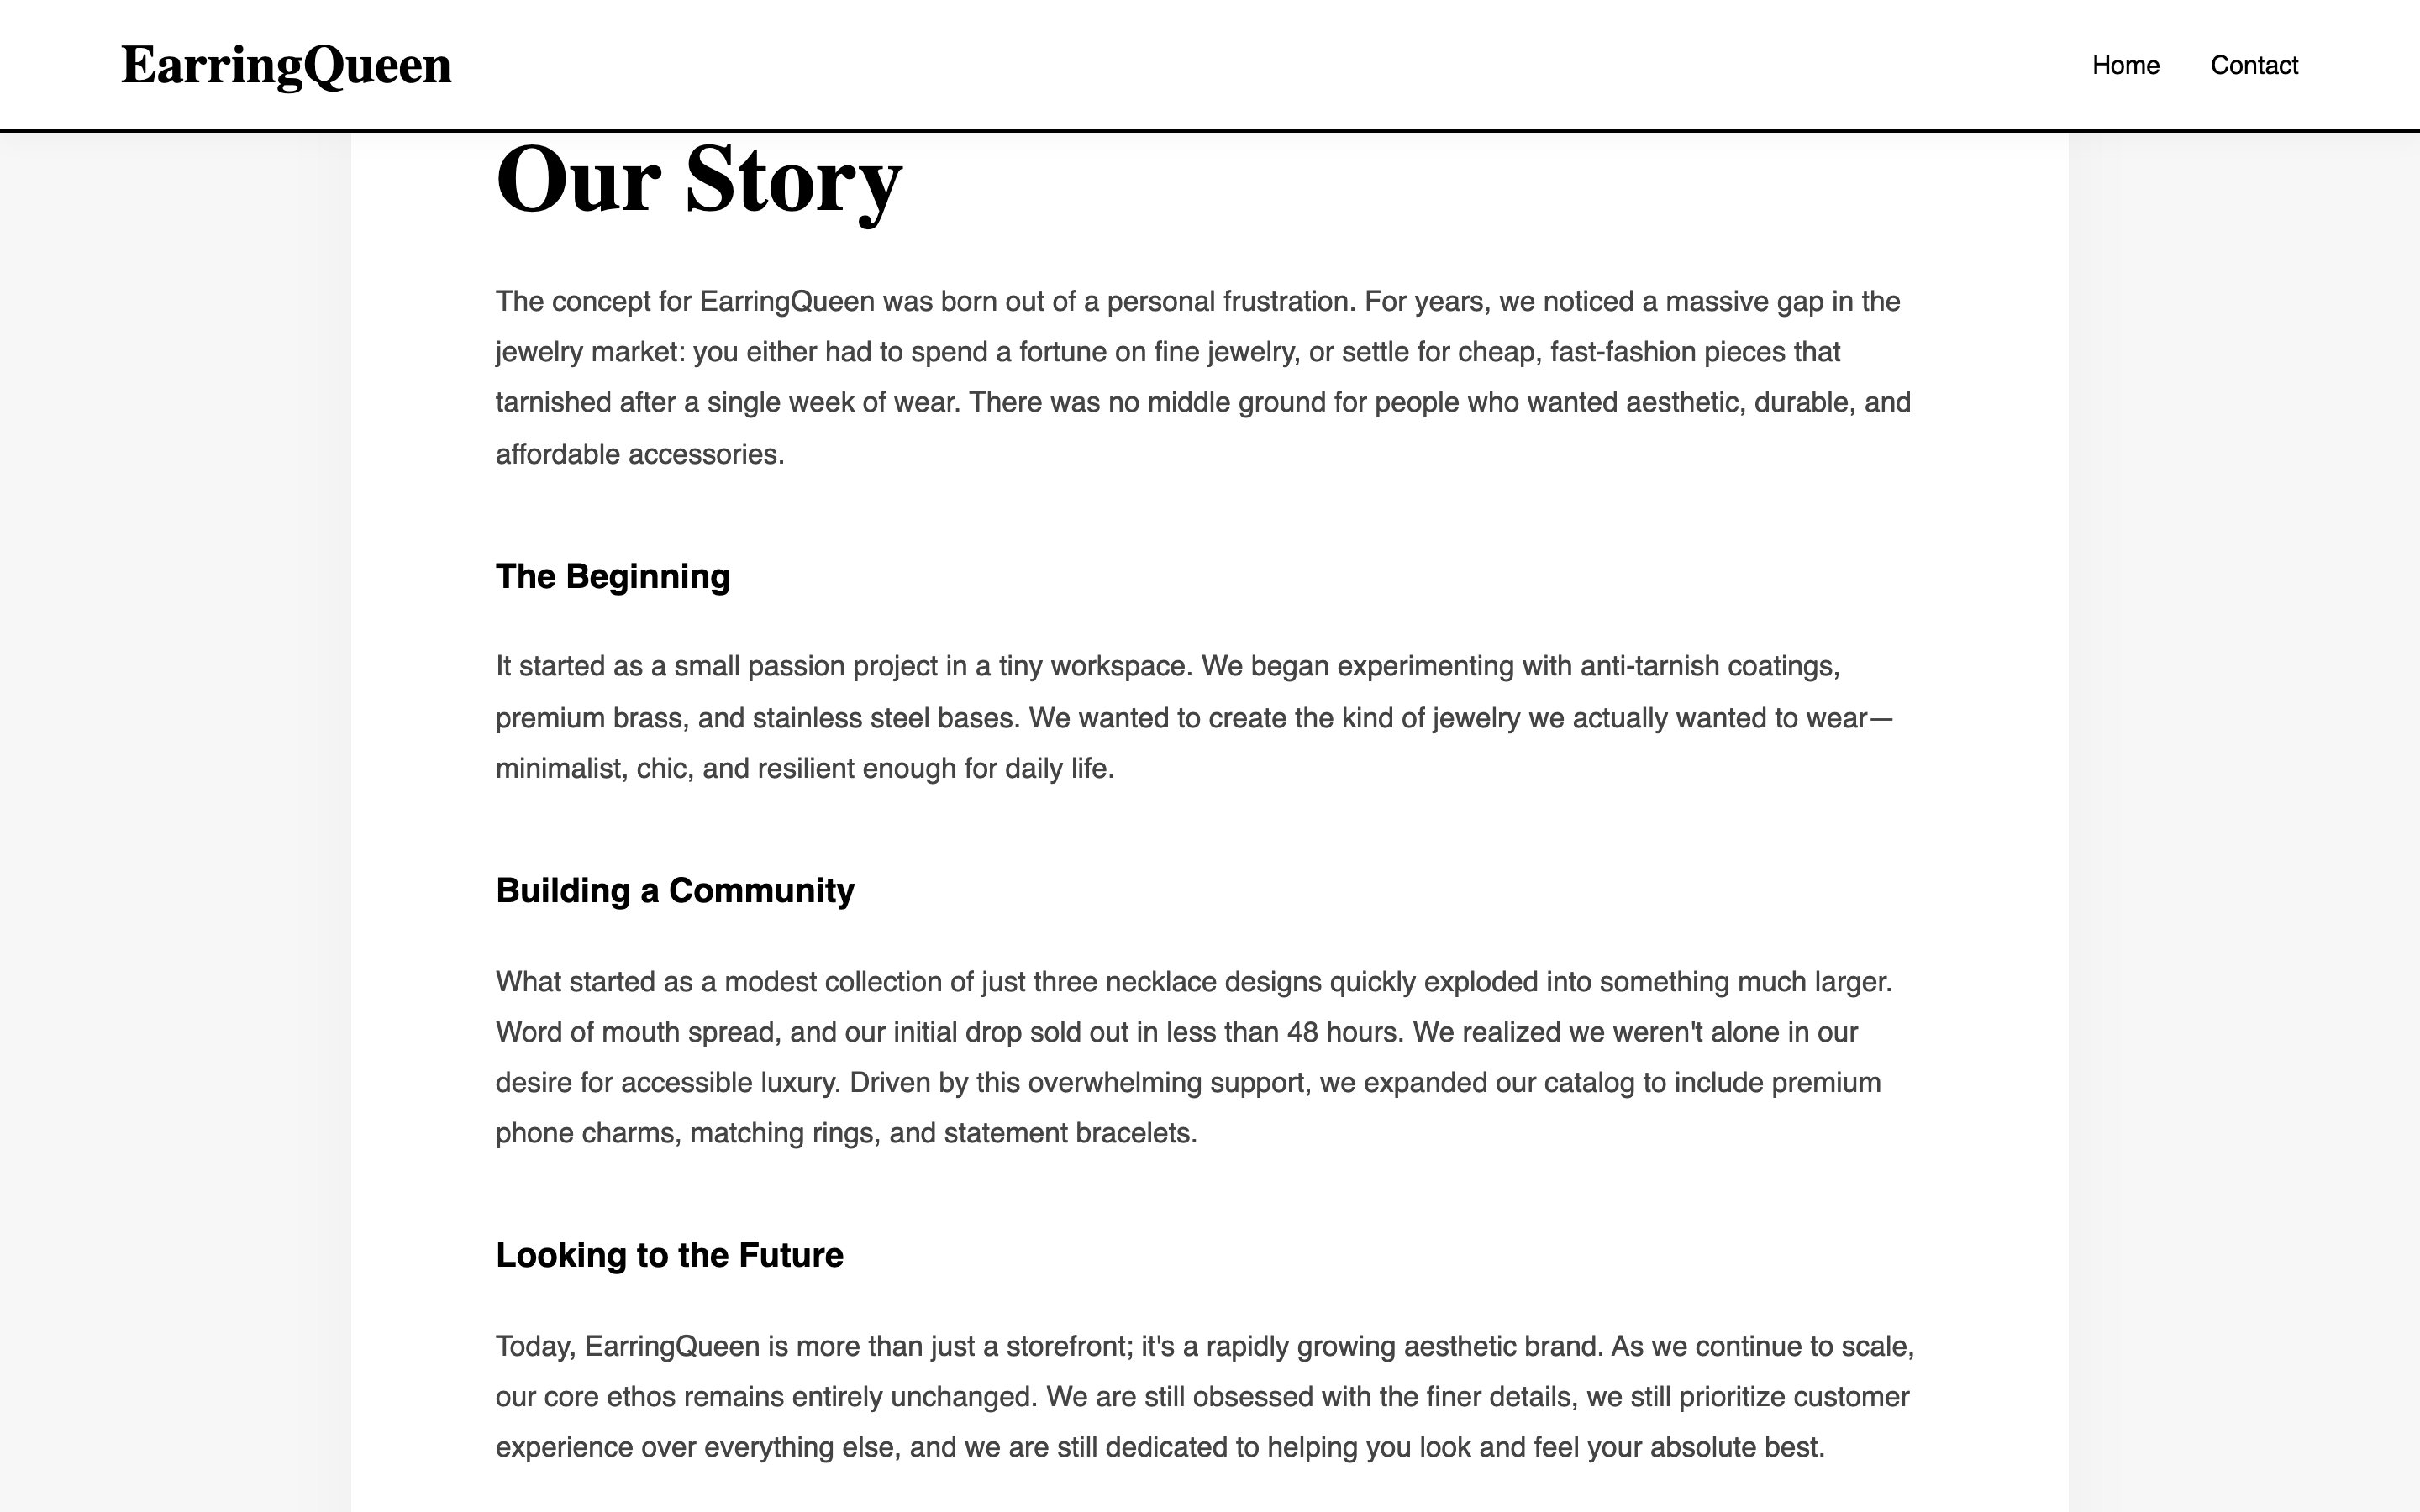 EarringQueen
Home
Contact
Our Story
The concept for EarringQueen was born out of a personal frustration. For years, we noticed a massive gap in the
jewelry market: you either had to spend a fortune on fine jewelry, or settle for cheap, fast-fashion pieces that
tarnished after a single week of wear. There was no middle ground for people who wanted aesthetic, durable, and
affordable accessories.
The Beginning
It started as a small passion project in a tiny workspace. We began experimenting with anti-tarnish coatings,
premium brass, and stainless steel bases. We wanted to create the kind of jewelry we actually wanted to wear—
minimalist, chic, and resilient enough for daily life.
Building a Community
What started as a modest collection of just three necklace designs quickly exploded into something much larger.
Word of mouth spread, and our initial drop sold out in less than 48 hours. We realized we weren't alone in our
desire for accessible luxury. Driven by this overwhelming support, we expanded our catalog to include premium
phone charms, matching rings, and statement bracelets.
Looking to the Future
Today, EarringQueen is more than just a storefront; it's a rapidly growing aesthetic brand. As we continue to scale,
our core ethos remains entirely unchanged. We are still obsessed with the finer details, we still prioritize customer
experience over everything else, and we are still dedicated to helping you look and feel your absolute best.